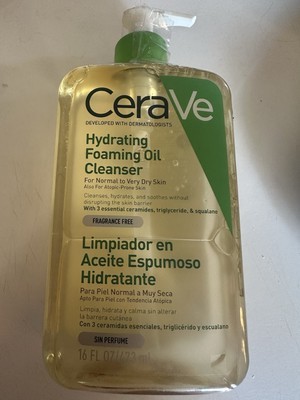 CeraVe
DEVELOPED WITH DERMATOLOGISTS
Hydrating
Foaming Oil
Cleanser
For Normal to Very Dry Skin
Also For Atopic-Prone Skin
Cleanses, hydrates, and soothes without
disrupting the skin barrier
With 3 essential ceramides, triglyceride, & squalane
FRAGRANCE FREE
Limpiador en
Aceite Espumoso
Hidratante
Para Piel Normal a Muy Seca
Apto Para Piel con Tendencia Atópica
Limpia, hidrata y calma sin alterar
la barrera cutánea
Con 3 ceramidas esenciales, triglicérido y escualano
SIN PERFUME
16 FL OZ/473 ml